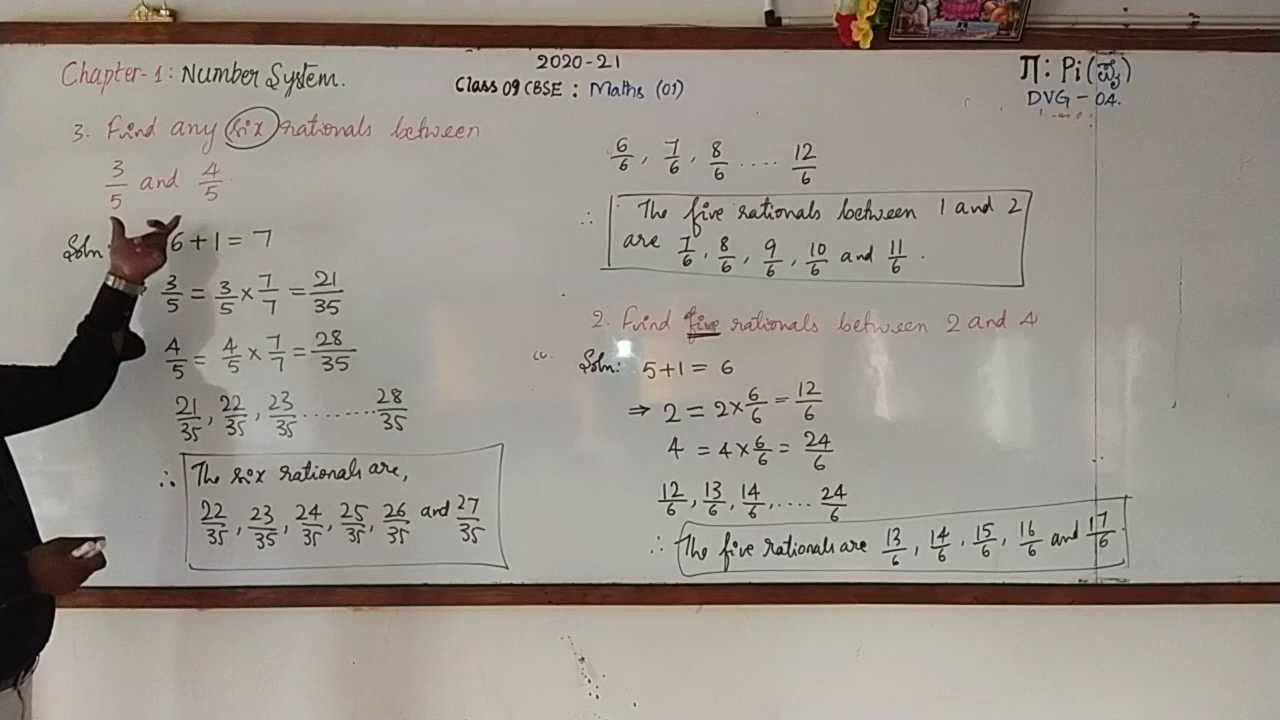 2020-21
Class 09 CBSE : Maths (01)
Π : Pi (ಪೈ)
DVG - 04.
Chapter-1 : Number System.
3. Find any six rationals between
3/5 and 4/5.
Soln: 6 + 1 = 7
3/5 = 3/5 × 7/7 = 21/35
4/5 = 4/5 × 7/7 = 28/35
21/35, 22/35, 23/35 ......... 28/35
∴ The six rationals are,
22/35, 23/35, 24/35, 25/35, 26/35 and 27/35
6/6, 7/6, 8/6 .... 12/6
∴ The five rationals between 1 and 2
are 7/6, 8/6, 9/6, 10/6 and 11/6.
2. Find five rationals between 2 and 4
Soln: 5+1 = 6
⇒ 2 = 2 × 6/6 = 12/6
4 = 4 × 6/6 = 24/6
12/6, 13/6, 14/6, .... 24/6
∴ The five rationals are 13/6, 14/6, 15/6, 16/6 and 17/6.